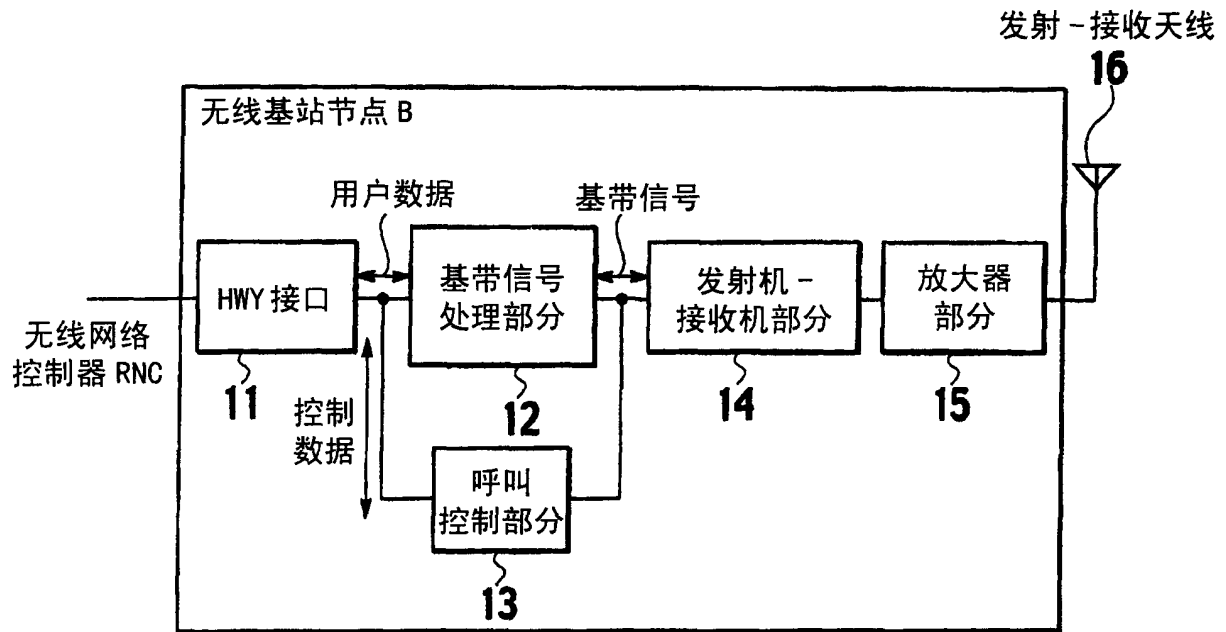 发射-接收天线
16
无线基站节点 B
用户数据
基带信号
HWY 接口
基带信号
处理部分
发射机-
接收机部分
放大器
部分
无线网络
控制器 RNC
11
12
14
15
控制
数据
呼叫
控制部分
13